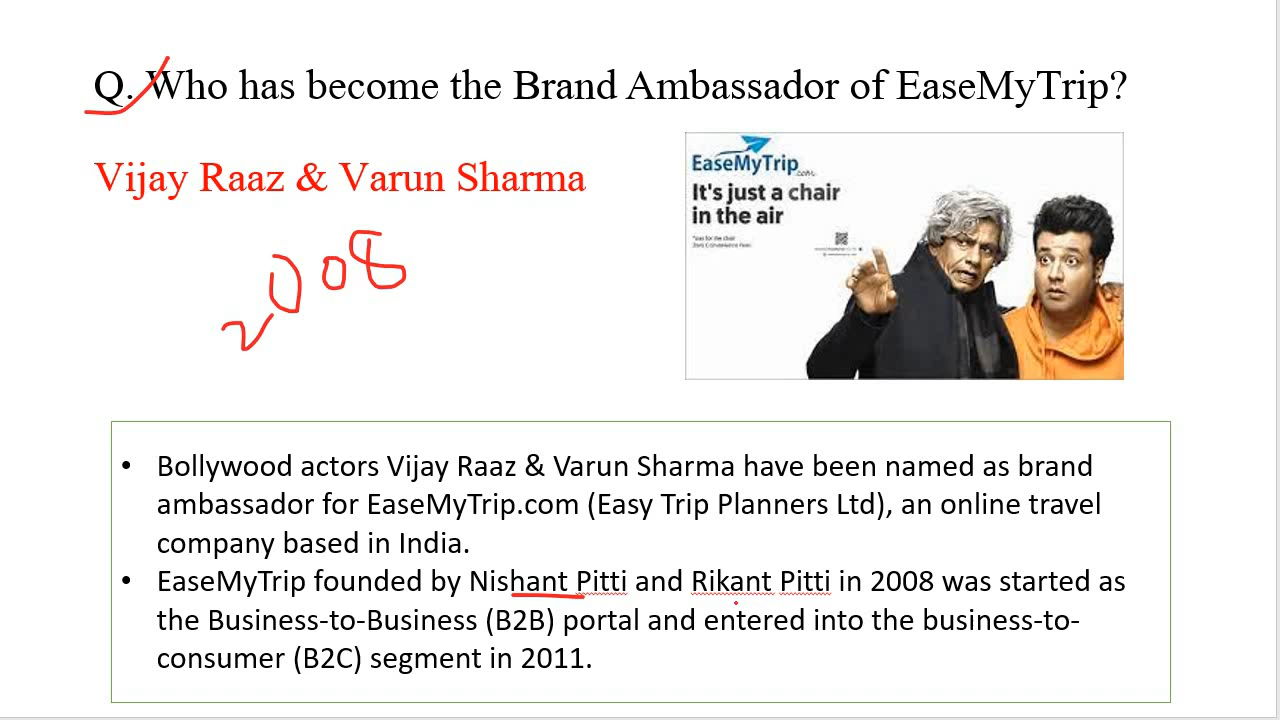 Q. Who has become the Brand Ambassador of EaseMyTrip?
Vijay Raaz & Varun Sharma
2008
EaseMyTrip.com
It's just a chair
in the air
• Bollywood actors Vijay Raaz & Varun Sharma have been named as brand
ambassador for EaseMyTrip.com (Easy Trip Planners Ltd), an online travel
company based in India.
• EaseMyTrip founded by Nishant Pitti and Rikant Pitti in 2008 was started as
the Business-to-Business (B2B) portal and entered into the business-to-
consumer (B2C) segment in 2011.